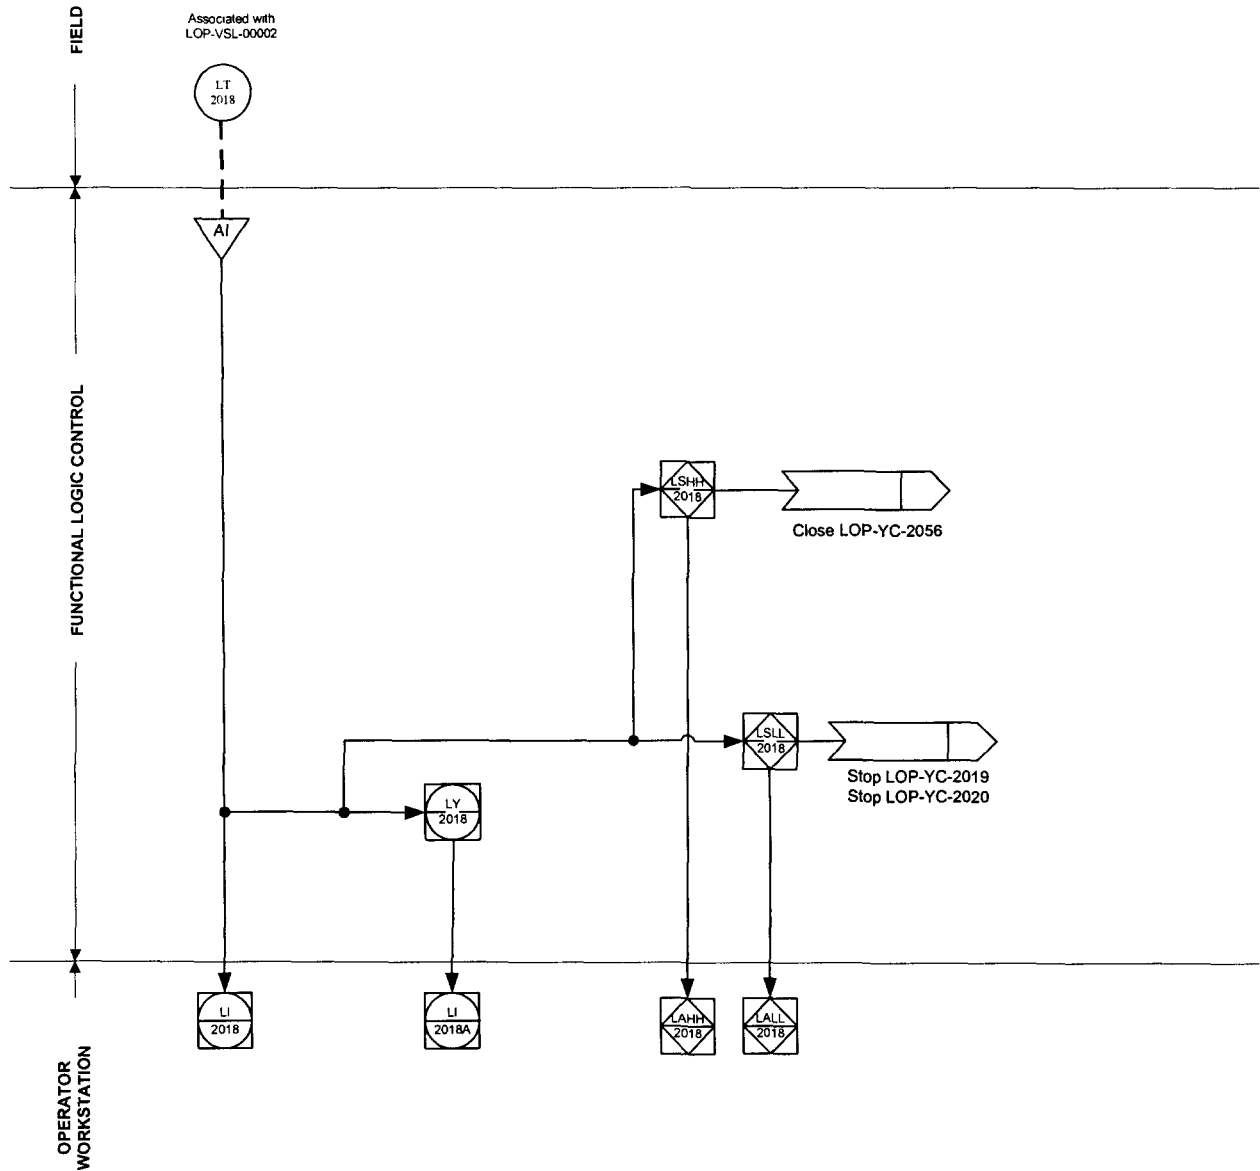 FIELD
Associated with
LOP-VSL-00002
LT
2018
AI
FUNCTIONAL LOGIC CONTROL
LSHH
2018
Close LOP-YC-2056
LSLL
2018
Stop LOP-YC-2019
Stop LOP-YC-2020
LY
2018
OPERATOR
WORKSTATION
LI
2018
LI
2018A
LAHH
2018
LALL
2018